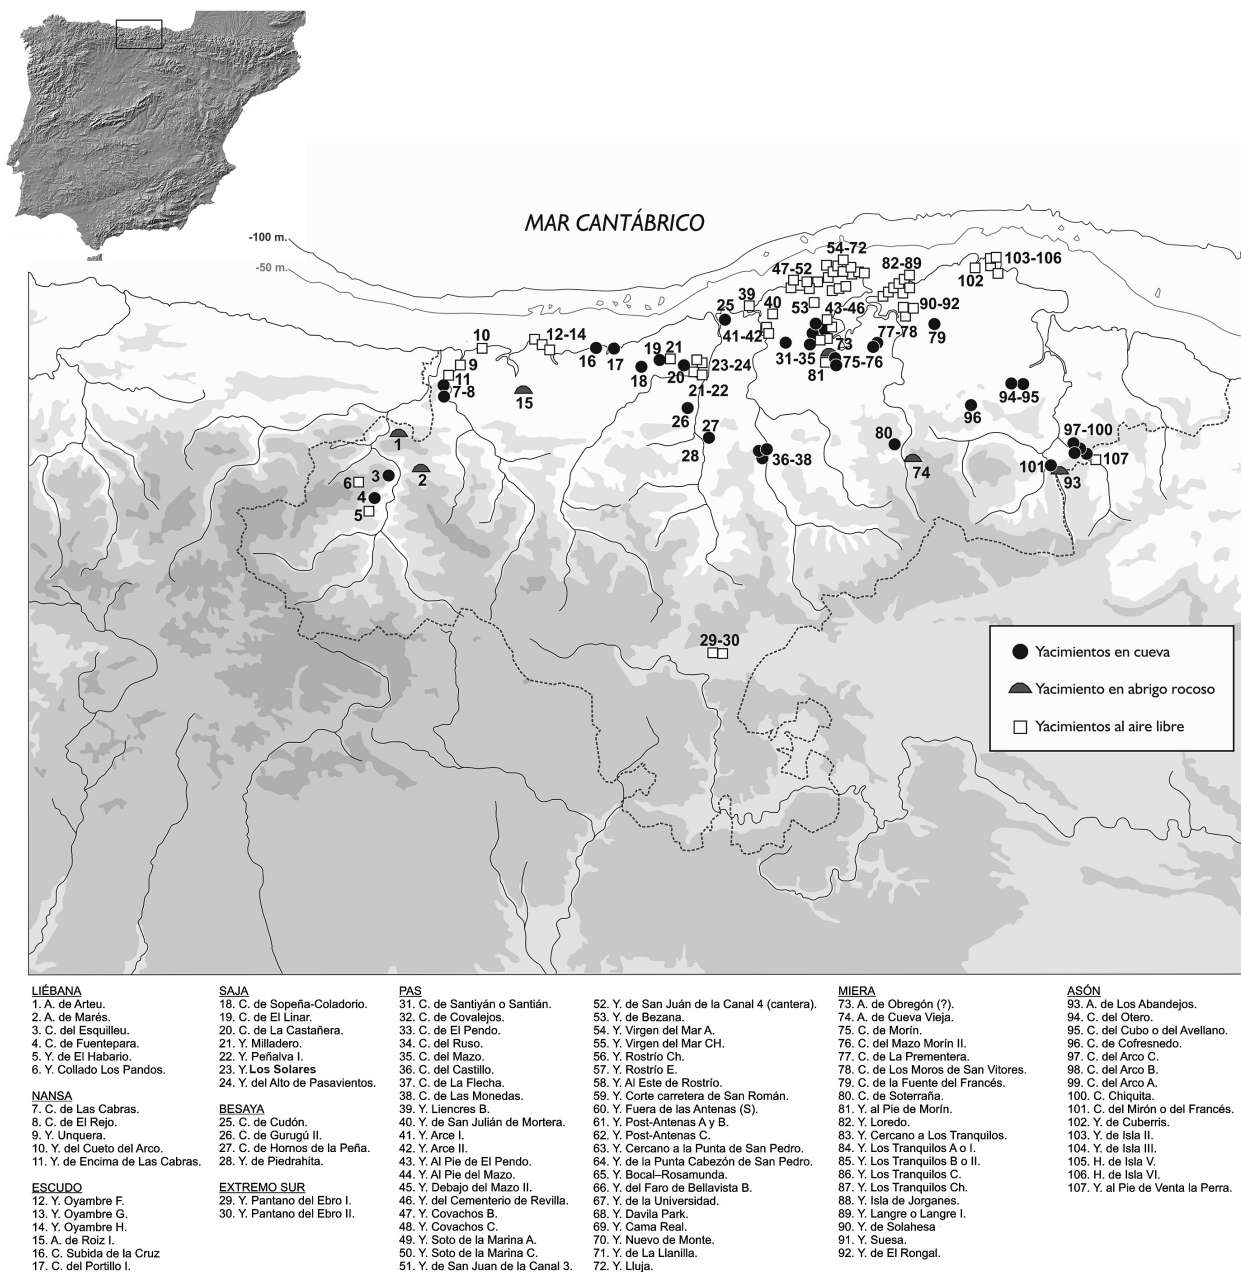 MAR CANTÁBRICO
-100 m.
-50 m.
54-72
47-52
82-89
103-106
102
39
40
53
43-46
90-92
25
41-42
77-78
79
10
12-14
73
16
17
19
21
31-35
75-76
9
18
20
23-24
81
11
7-8
15
21-22
94-95
26
96
1
27
80
97-100
28
36-38
3
2
74
101
107
6
93
4
5
29-30
Yacimientos en cueva
Yacimiento en abrigo rocoso
Yacimientos al aire libre
LIÉBANA
1. A. de Arteu.
2. A. de Marés.
3. C. del Esquilleu.
4. C. de Fuentepara.
5. Y. de El Habario.
6. Y. Collado Los Pandos.
NANSA
7. C. de Las Cabras.
8. C. de El Rejo.
9. Y. Unquera.
10. Y. del Cueto del Arco.
11. Y. de Encima de Las Cabras.
ESCUDO
12. Y. Oyambre F.
13. Y. Oyambre G.
14. Y. Oyambre H.
15. A. de Roiz I.
16. C. Subida de la Cruz
17. C. del Portillo I.
SAJA
18. C. de Sopeña-Coladorio.
19. C. de El Linar.
20. C. de La Castañera.
21. Y. Milladero.
22. Y. Peñalva I.
23. Y. Los Solares
24. Y. del Alto de Pasavientos.
BESAYA
25. C. de Cudón.
26. C. de Gurugú II.
27. C. de Hornos de la Peña.
28. Y. de Piedrahita.
EXTREMO SUR
29. Y. Pantano del Ebro I.
30. Y. Pantano del Ebro II.
PAS
31. C. de Santiyán o Santián.
32. C. de Covalejos.
33. C. de El Pendo.
34. C. del Ruso.
35. C. del Mazo.
36. C. del Castillo.
37. C. de La Flecha.
38. C. de Las Monedas.
39. Y. Liencres B.
40. Y. de San Julián de Mortera.
41. Y. Arce I.
42. Y. Arce II.
43. Y. Al Pie de El Pendo.
44. Y. Al Pie del Mazo.
45. Y. Debajo del Mazo II.
46. Y. del Cementerio de Revilla.
47. Y. Covachos B.
48. Y. Covachos C.
49. Y. Soto de la Marina A.
50. Y. Soto de la Marina C.
51. Y. de San Juan de la Canal 3.
52. Y. de San Juán de la Canal 4 (cantera).
53. Y. de Bezana.
54. Y. Virgen del Mar A.
55. Y. Virgen del Mar CH.
56. Y. Rostrío Ch.
57. Y. Rostrío E.
58. Y. Al Este de Rostrío.
59. Y. Corte carretera de San Román.
60. Y. Fuera de las Antenas (S).
61. Y. Post-Antenas A y B.
62. Y. Post-Antenas C.
63. Y. Cercano a la Punta de San Pedro.
64. Y. de la Punta Cabezón de San Pedro.
65. Y. Bocal–Rosamunda.
66. Y. del Faro de Bellavista B.
67. Y. de la Universidad.
68. Y. Davila Park.
69. Y. Cama Real.
70. Y. Nuevo de Monte.
71. Y. de La Llanilla.
72. Y. Lluja.
MIERA
73. A. de Obregón (?).
74. A. de Cueva Vieja.
75. C. de Morín.
76. C. del Mazo Morín II.
77. C. de La Prementera.
78. C. de Los Moros de San Vitores.
79. C. de la Fuente del Francés.
80. C. de Soterraña.
81. Y. al Pie de Morín.
82. Y. Loredo.
83. Y. Cercano a Los Tranquilos.
84. Y. Los Tranquilos A o I.
85. Y. Los Tranquilos B o II.
86. Y. Los Tranquilos C.
87. Y. Los Tranquilos Ch.
88. Y. Isla de Jorganes.
89. Y. Langre o Langre I.
90. Y. de Solahesa
91. Y. Suesa.
92. Y. de El Rongal.
ASÓN
93. A. de Los Abandejos.
94. C. del Otero.
95. C. del Cubo o del Avellano.
96. C. de Cofresnedo.
97. C. del Arco C.
98. C. del Arco B.
99. C. del Arco A.
100. C. Chiquita.
101. C. del Mirón o del Francés.
102. Y. de Cuberris.
103. Y. de Isla II.
104. Y. de Isla III.
105. H. de Isla V.
106. H. de Isla VI.
107. Y. al Pie de Venta la Perra.